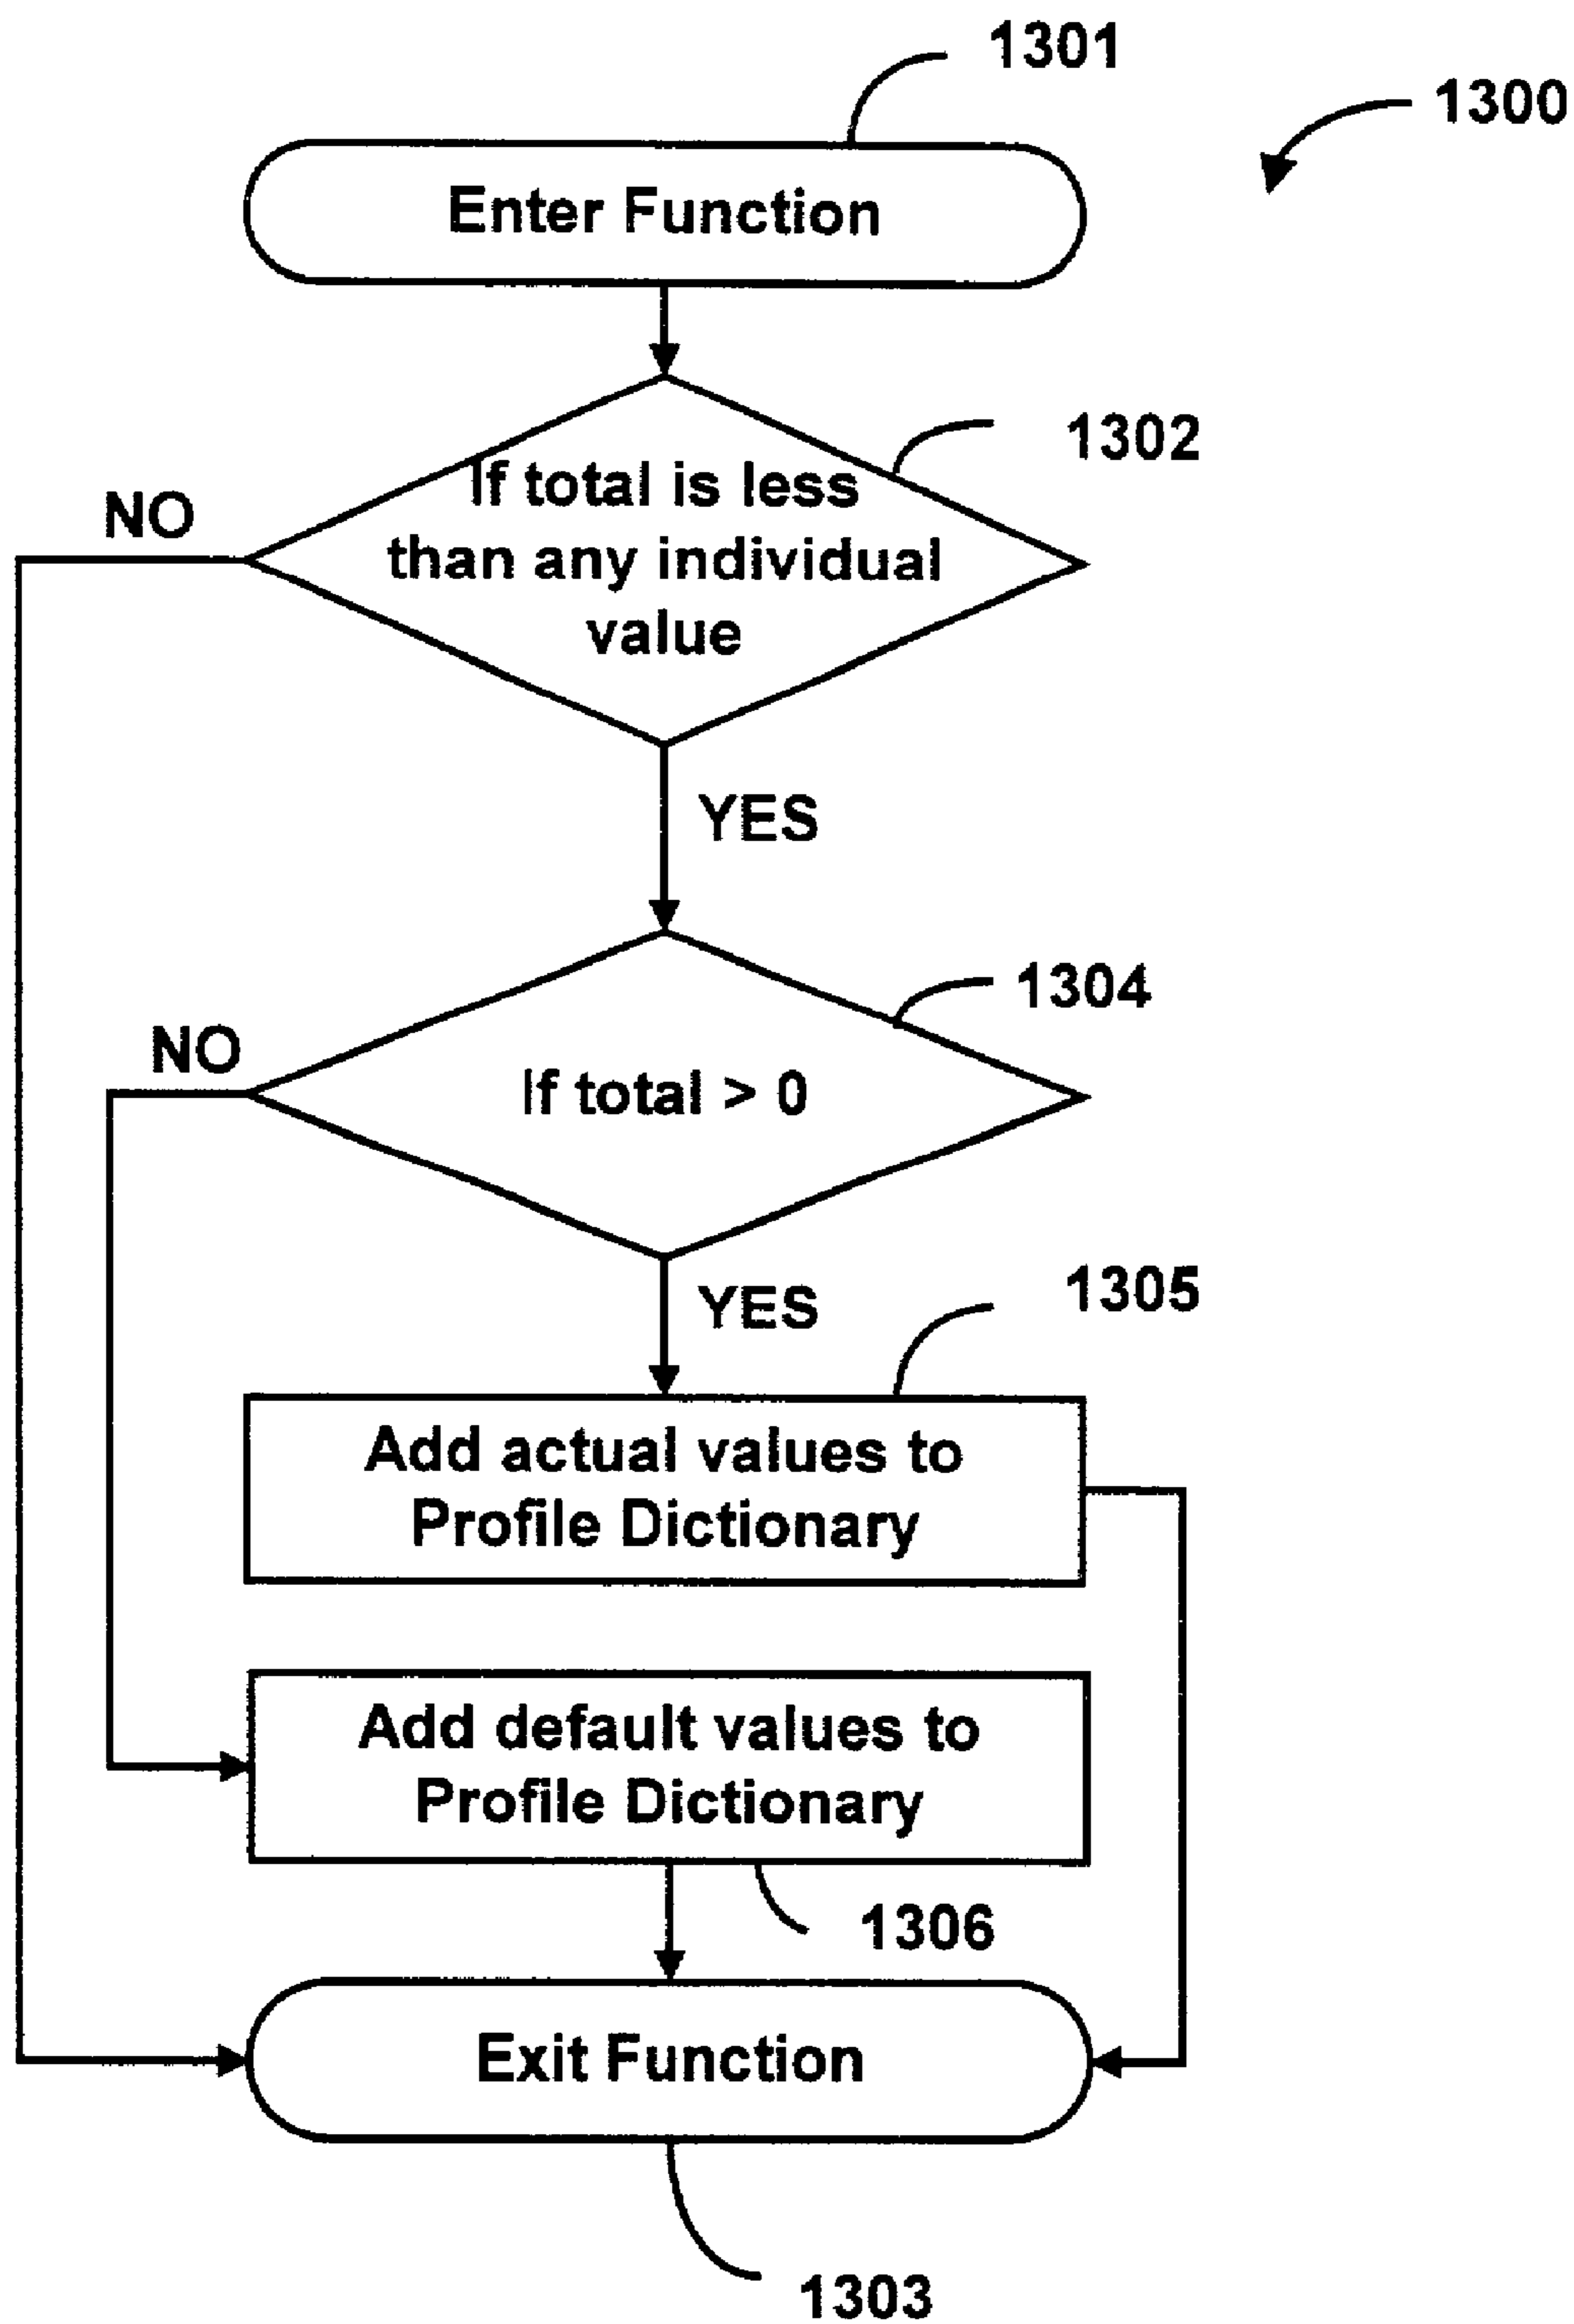 1301
1300
Enter Function
1302
If total is less
than any individual
value
NO
YES
1304
NO
If total > 0
YES
1305
Add actual values to
Profile Dictionary
Add default values to
Profile Dictionary
1306
Exit Function
1303